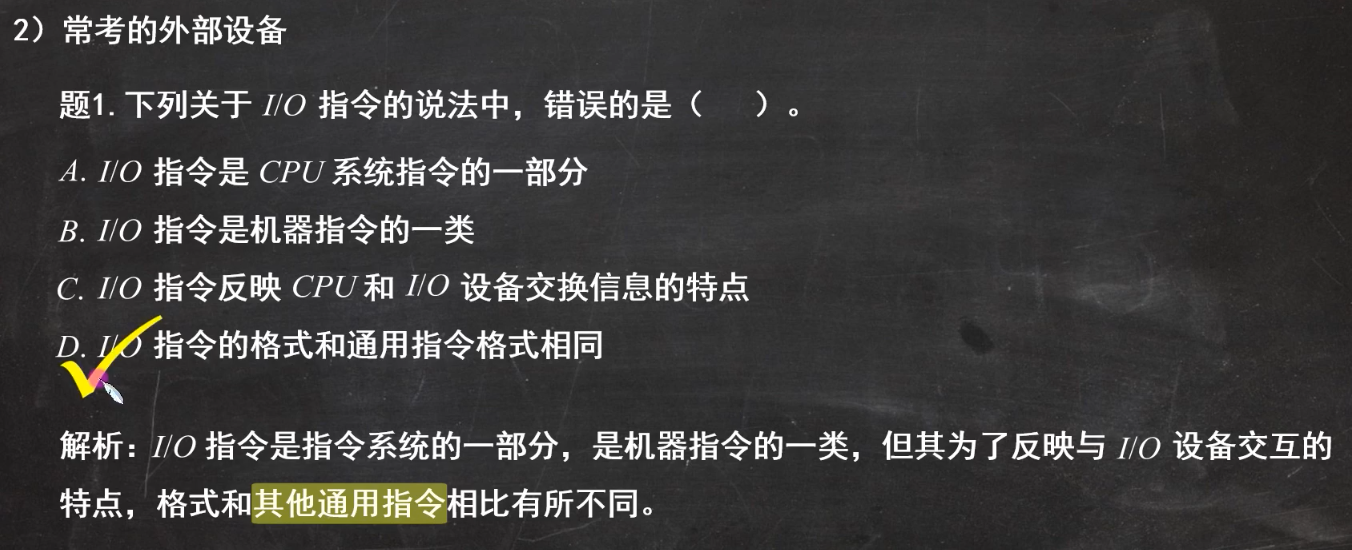 2）常考的外部设备
题1. 下列关于 I/O 指令的说法中，错误的是（ ）。
A. I/O 指令是 CPU 系统指令的一部分
B. I/O 指令是机器指令的一类
C. I/O 指令反映 CPU 和 I/O 设备交换信息的特点
D. I/O 指令的格式和通用指令格式相同
解析：I/O 指令是指令系统的一部分，是机器指令的一类，但其为了反映与 I/O 设备交互的
特点，格式和其他通用指令相比有所不同。